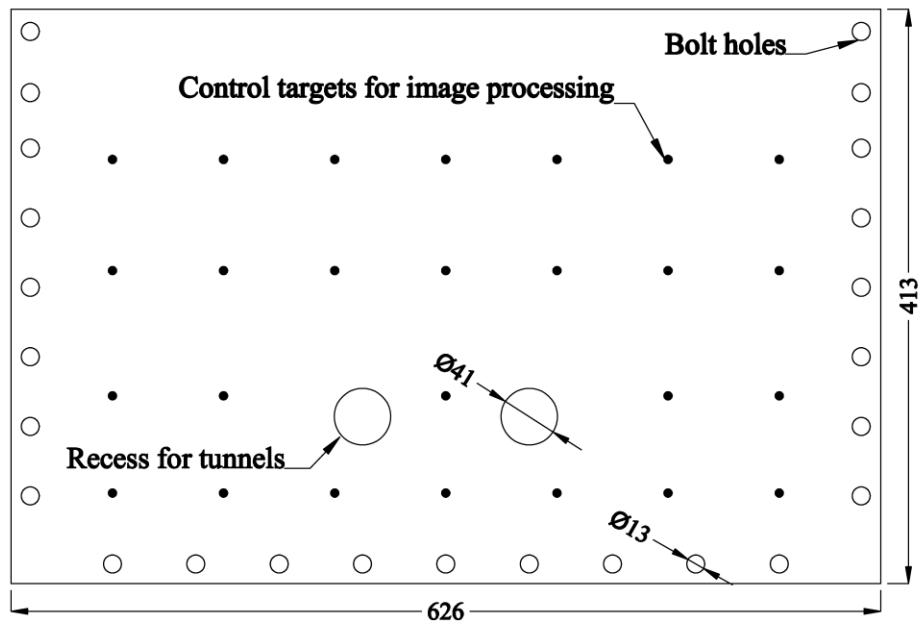 Bolt holes
Control targets for image processing
413
Ø41
Recess for tunnels
Ø13
626